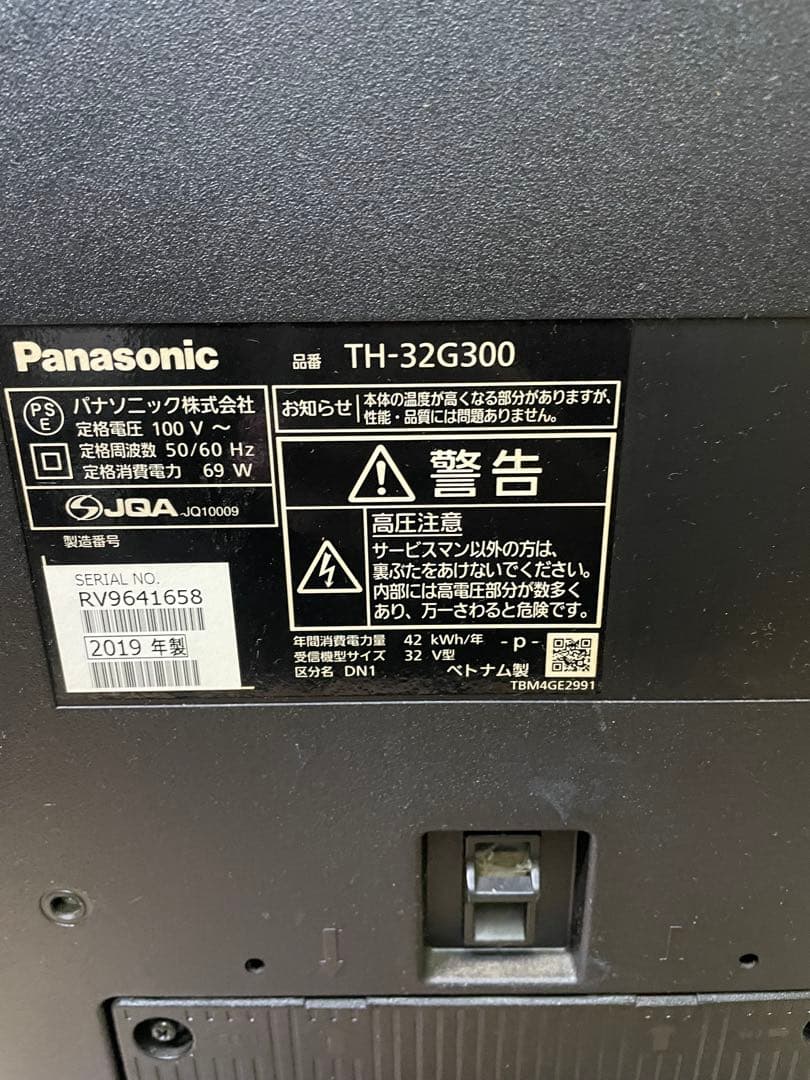 Panasonic 品番 TH-32G300
PSE パナソニック株式会社
定格電圧 100 V ～
定格周波数 50/60 Hz
定格消費電力 69 W
JQA JQ10009
製造番号
SERIAL NO.
RV9641658
2019 年製
お知らせ 本体の温度が高くなる部分がありますが、
性能・品質には問題ありません。
警告
高圧注意
サービスマン以外の方は、
裏ぶたをあけないでください。
内部には高電圧部分が数多く
あり、万一さわると危険です。
年間消費電力量 42 kWh/年 - p -
受信機型サイズ 32 V型
区分名 DN1 ベトナム製
TBM4GE2991